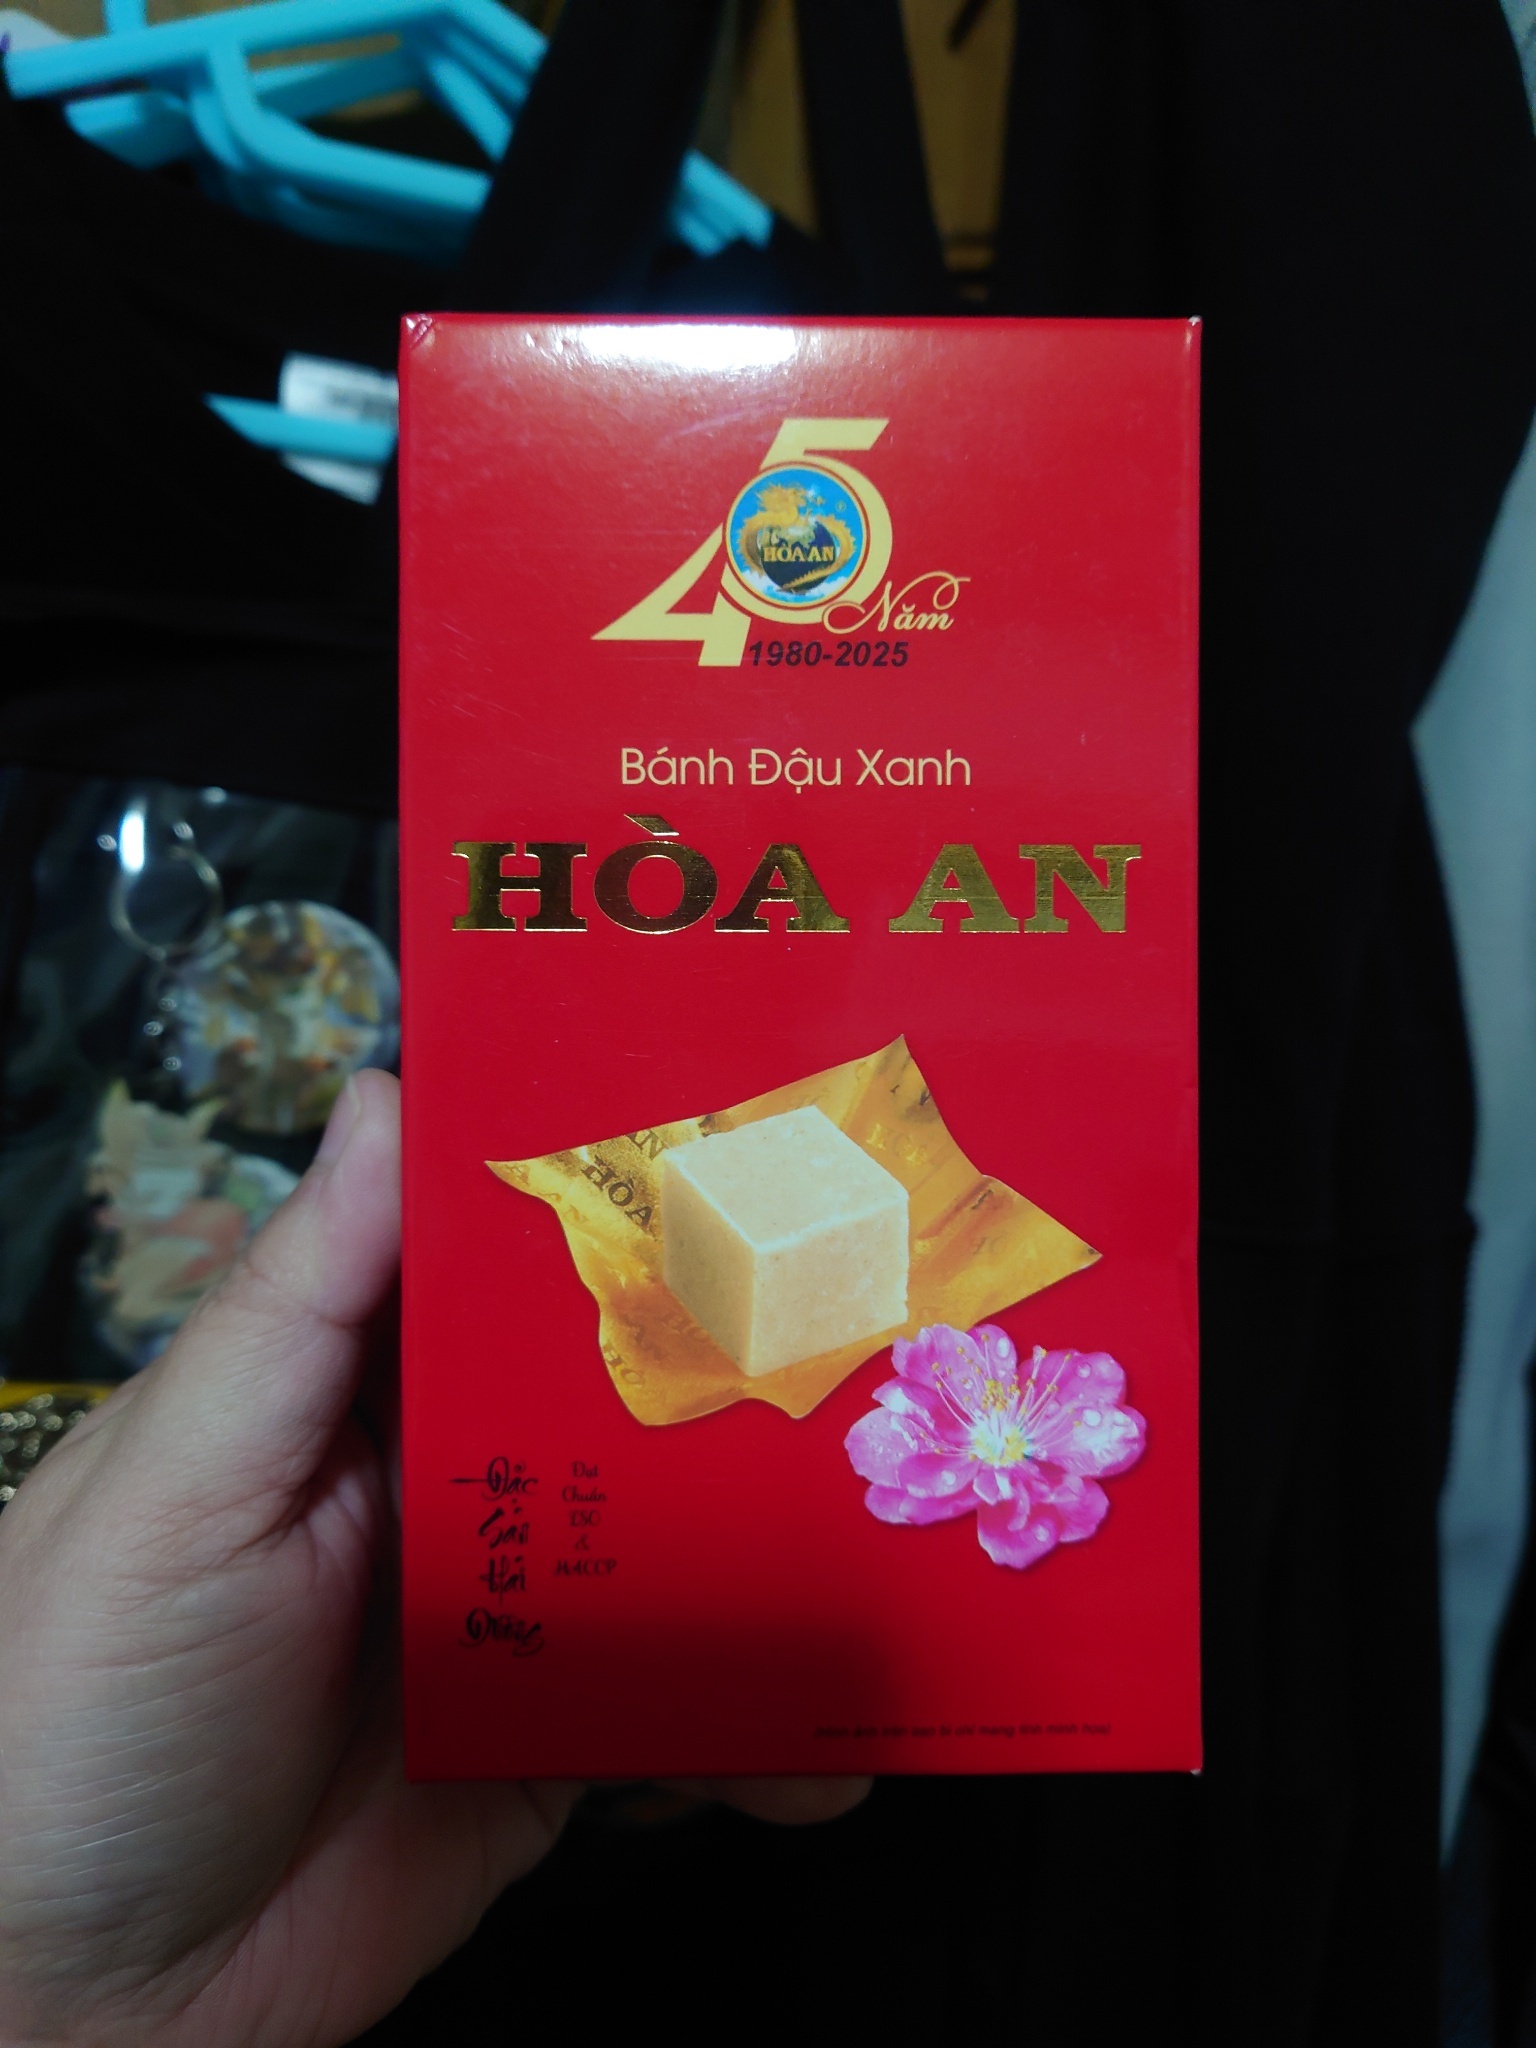 45
HÒA AN
Năm
1980-2025
Bánh Đậu Xanh
HÒA AN
AN
HÒA
Đặc
Sản
Hải
Dương
Đạt
Chuẩn
ISO
&
HACCP